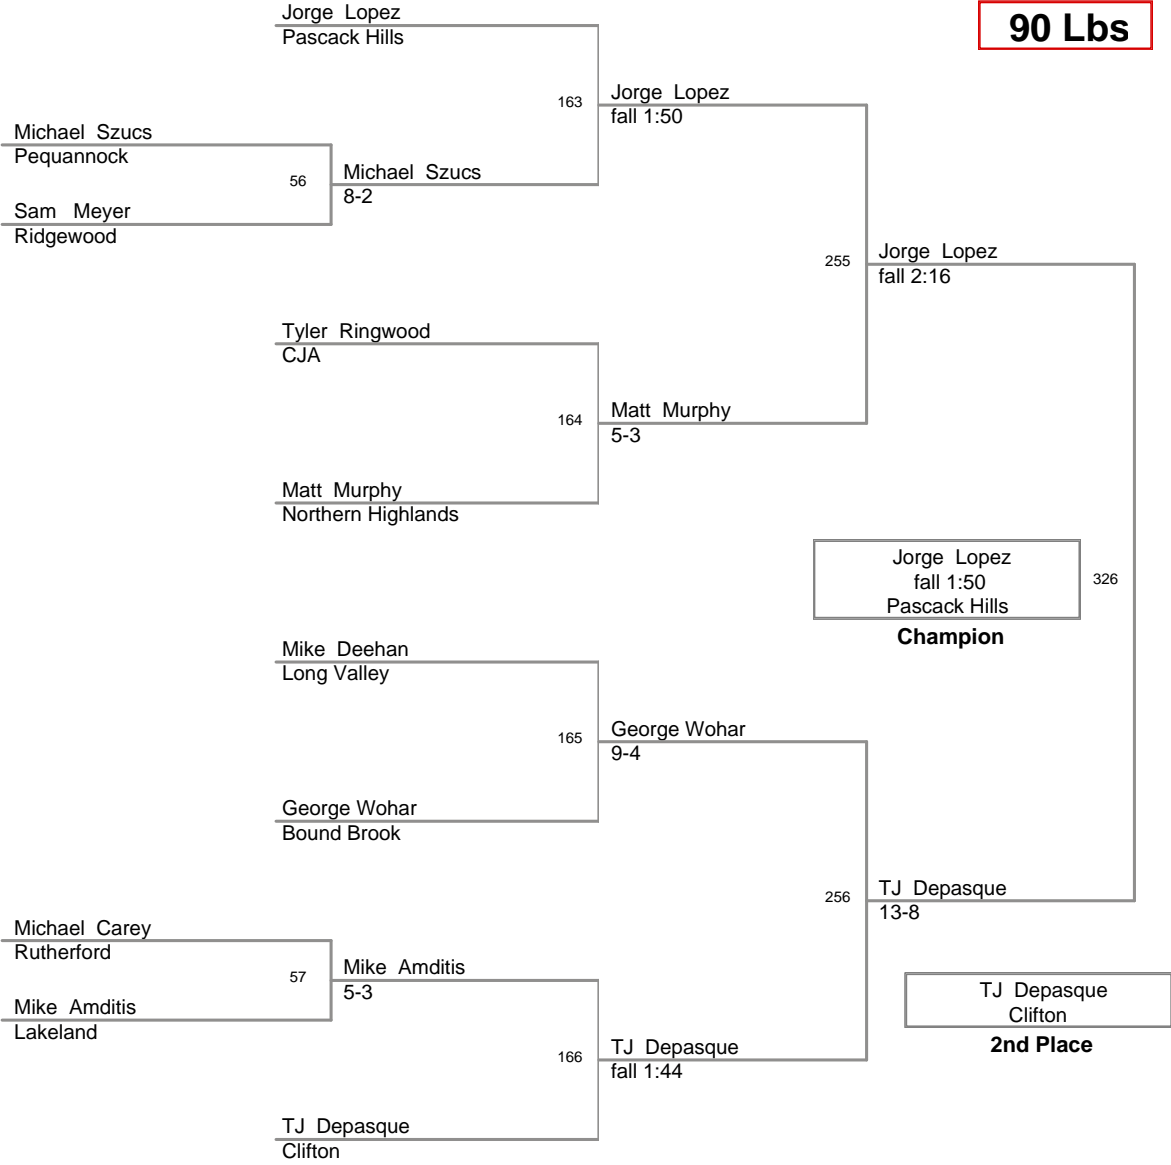 Jorge Lopez
Pascack Hills
90 Lbs
163
Jorge Lopez
fall 1:50
Michael Szucs
Pequannock
56
Michael Szucs
8-2
Sam Meyer
Ridgewood
255
Jorge Lopez
fall 2:16
Tyler Ringwood
CJA
164
Matt Murphy
5-3
Matt Murphy
Northern Highlands
Jorge Lopez
fall 1:50
Pascack Hills
326
Champion
Mike Deehan
Long Valley
165
George Wohar
9-4
George Wohar
Bound Brook
256
TJ Depasque
13-8
Michael Carey
Rutherford
57
Mike Amditis
5-3
Mike Amditis
Lakeland
TJ Depasque
Clifton
2nd Place
166
TJ Depasque
fall 1:44
TJ Depasque
Clifton